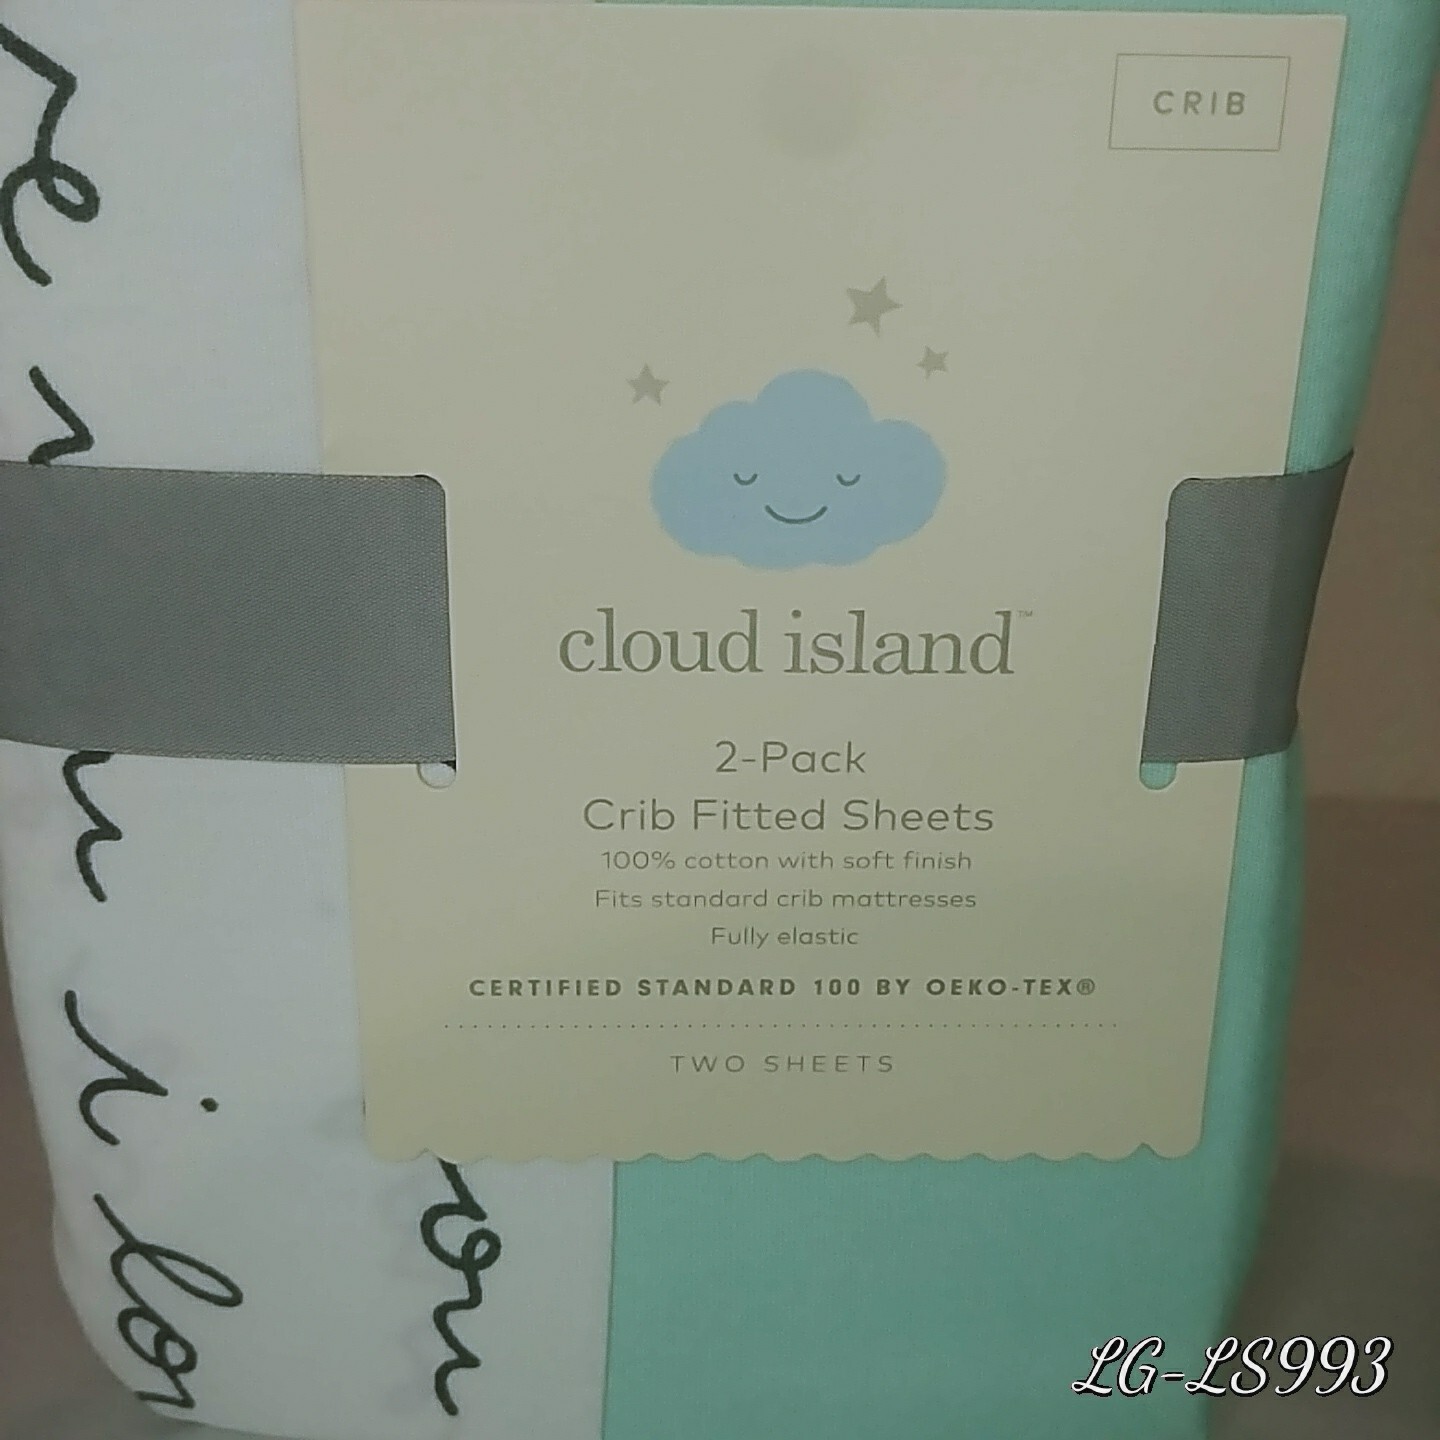 CRIB
cloud island™
2-Pack
Crib Fitted Sheets
100% cotton with soft finish
Fits standard crib mattresses
Fully elastic
CERTIFIED STANDARD 100 BY OEKO-TEX®
TWO SHEETS
LG-LS993